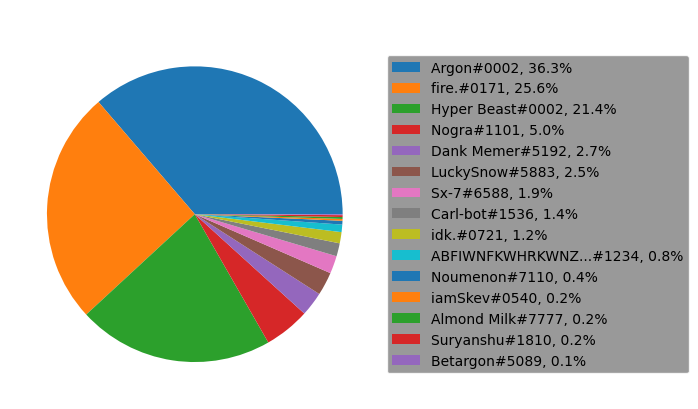 Argon#0002, 36.3%
fire.#0171, 25.6%
Hyper Beast#0002, 21.4%
Nogra#1101, 5.0%
Dank Memer#5192, 2.7%
LuckySnow#5883, 2.5%
Sx-7#6588, 1.9%
Carl-bot#1536, 1.4%
idk.#0721, 1.2%
ABFIWNFKWHRKWNZ...#1234, 0.8%
Noumenon#7110, 0.4%
iamSkev#0540, 0.2%
Almond Milk#7777, 0.2%
Suryanshu#1810, 0.2%
Betargon#5089, 0.1%